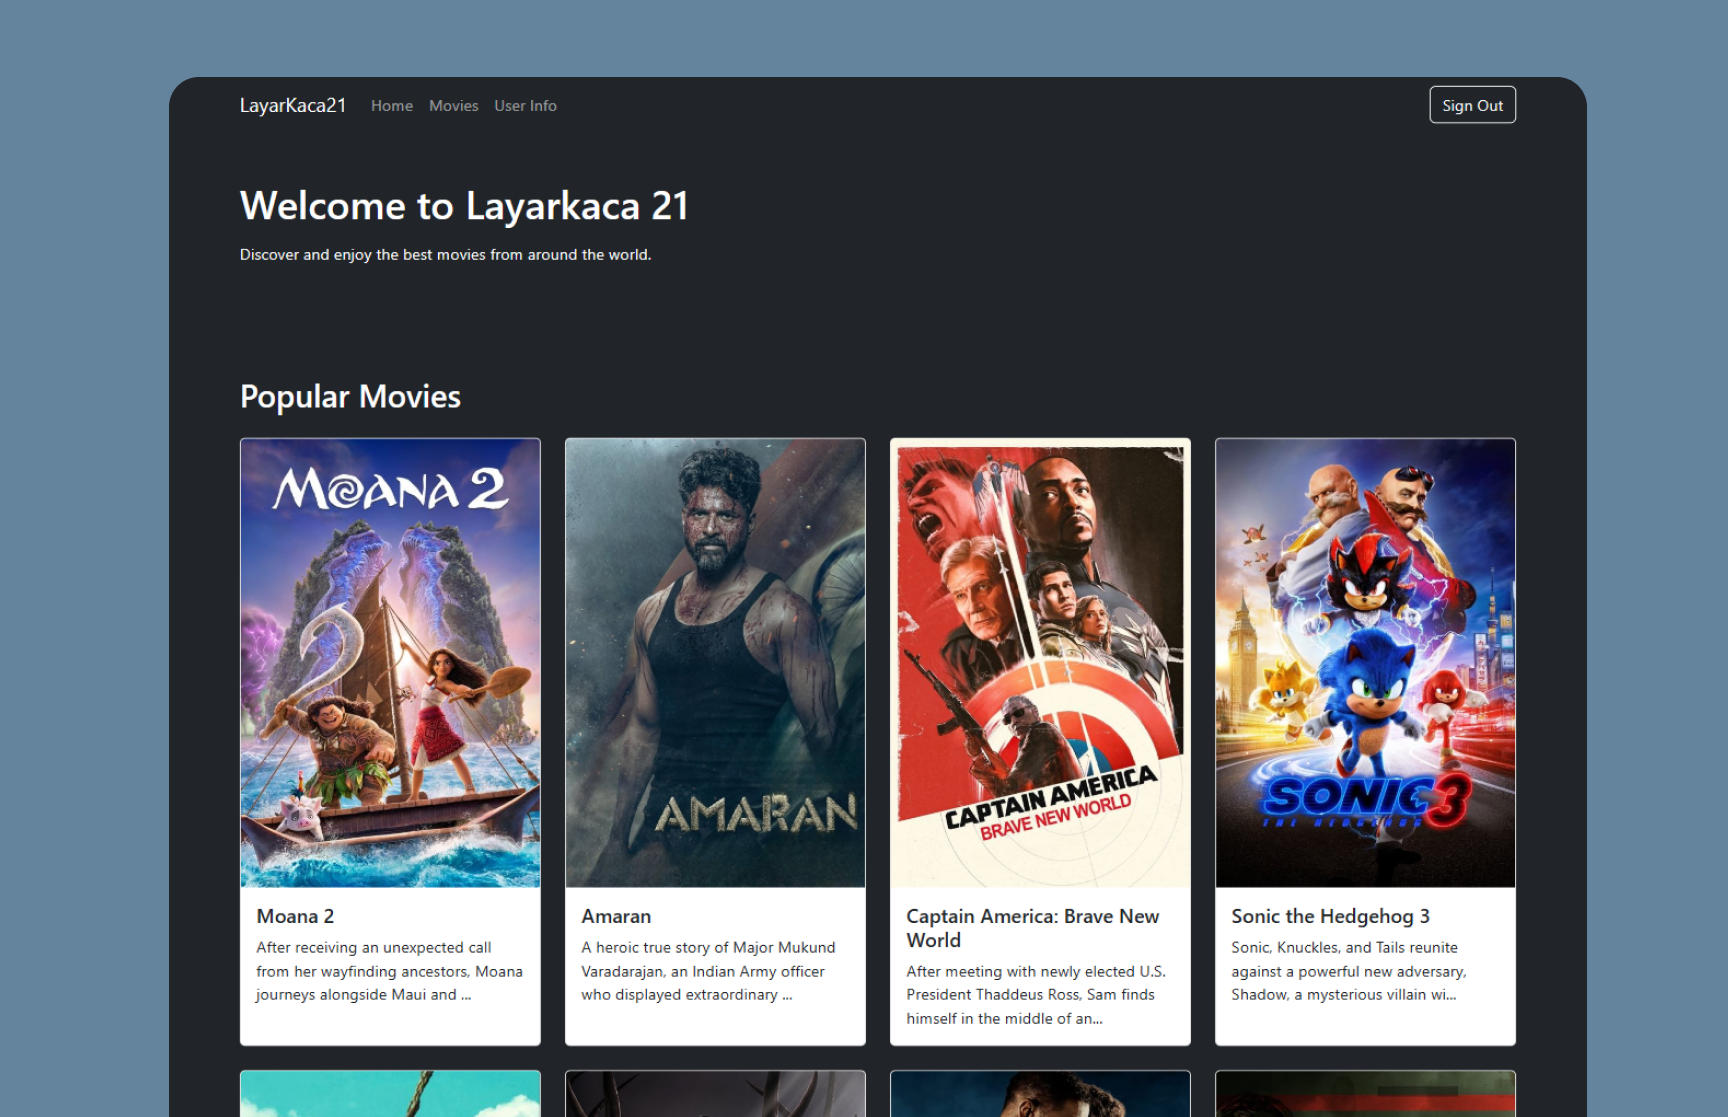 LayarKaca21 Home Movies User Info Sign Out
Welcome to Layarkaca 21
Discover and enjoy the best movies from around the world.
Popular Movies
MOANA 2
AMARAN
CAPTAIN AMERICA
BRAVE NEW WORLD
SONIC 3
THE HEDGEHOG
Moana 2
After receiving an unexpected call
from her wayfinding ancestors, Moana
journeys alongside Maui and ...
Amaran
A heroic true story of Major Mukund
Varadarajan, an Indian Army officer
who displayed extraordinary ...
Captain America: Brave New
World
After meeting with newly elected U.S.
President Thaddeus Ross, Sam finds
himself in the middle of an...
Sonic the Hedgehog 3
Sonic, Knuckles, and Tails reunite
against a powerful new adversary,
Shadow, a mysterious villain wi...